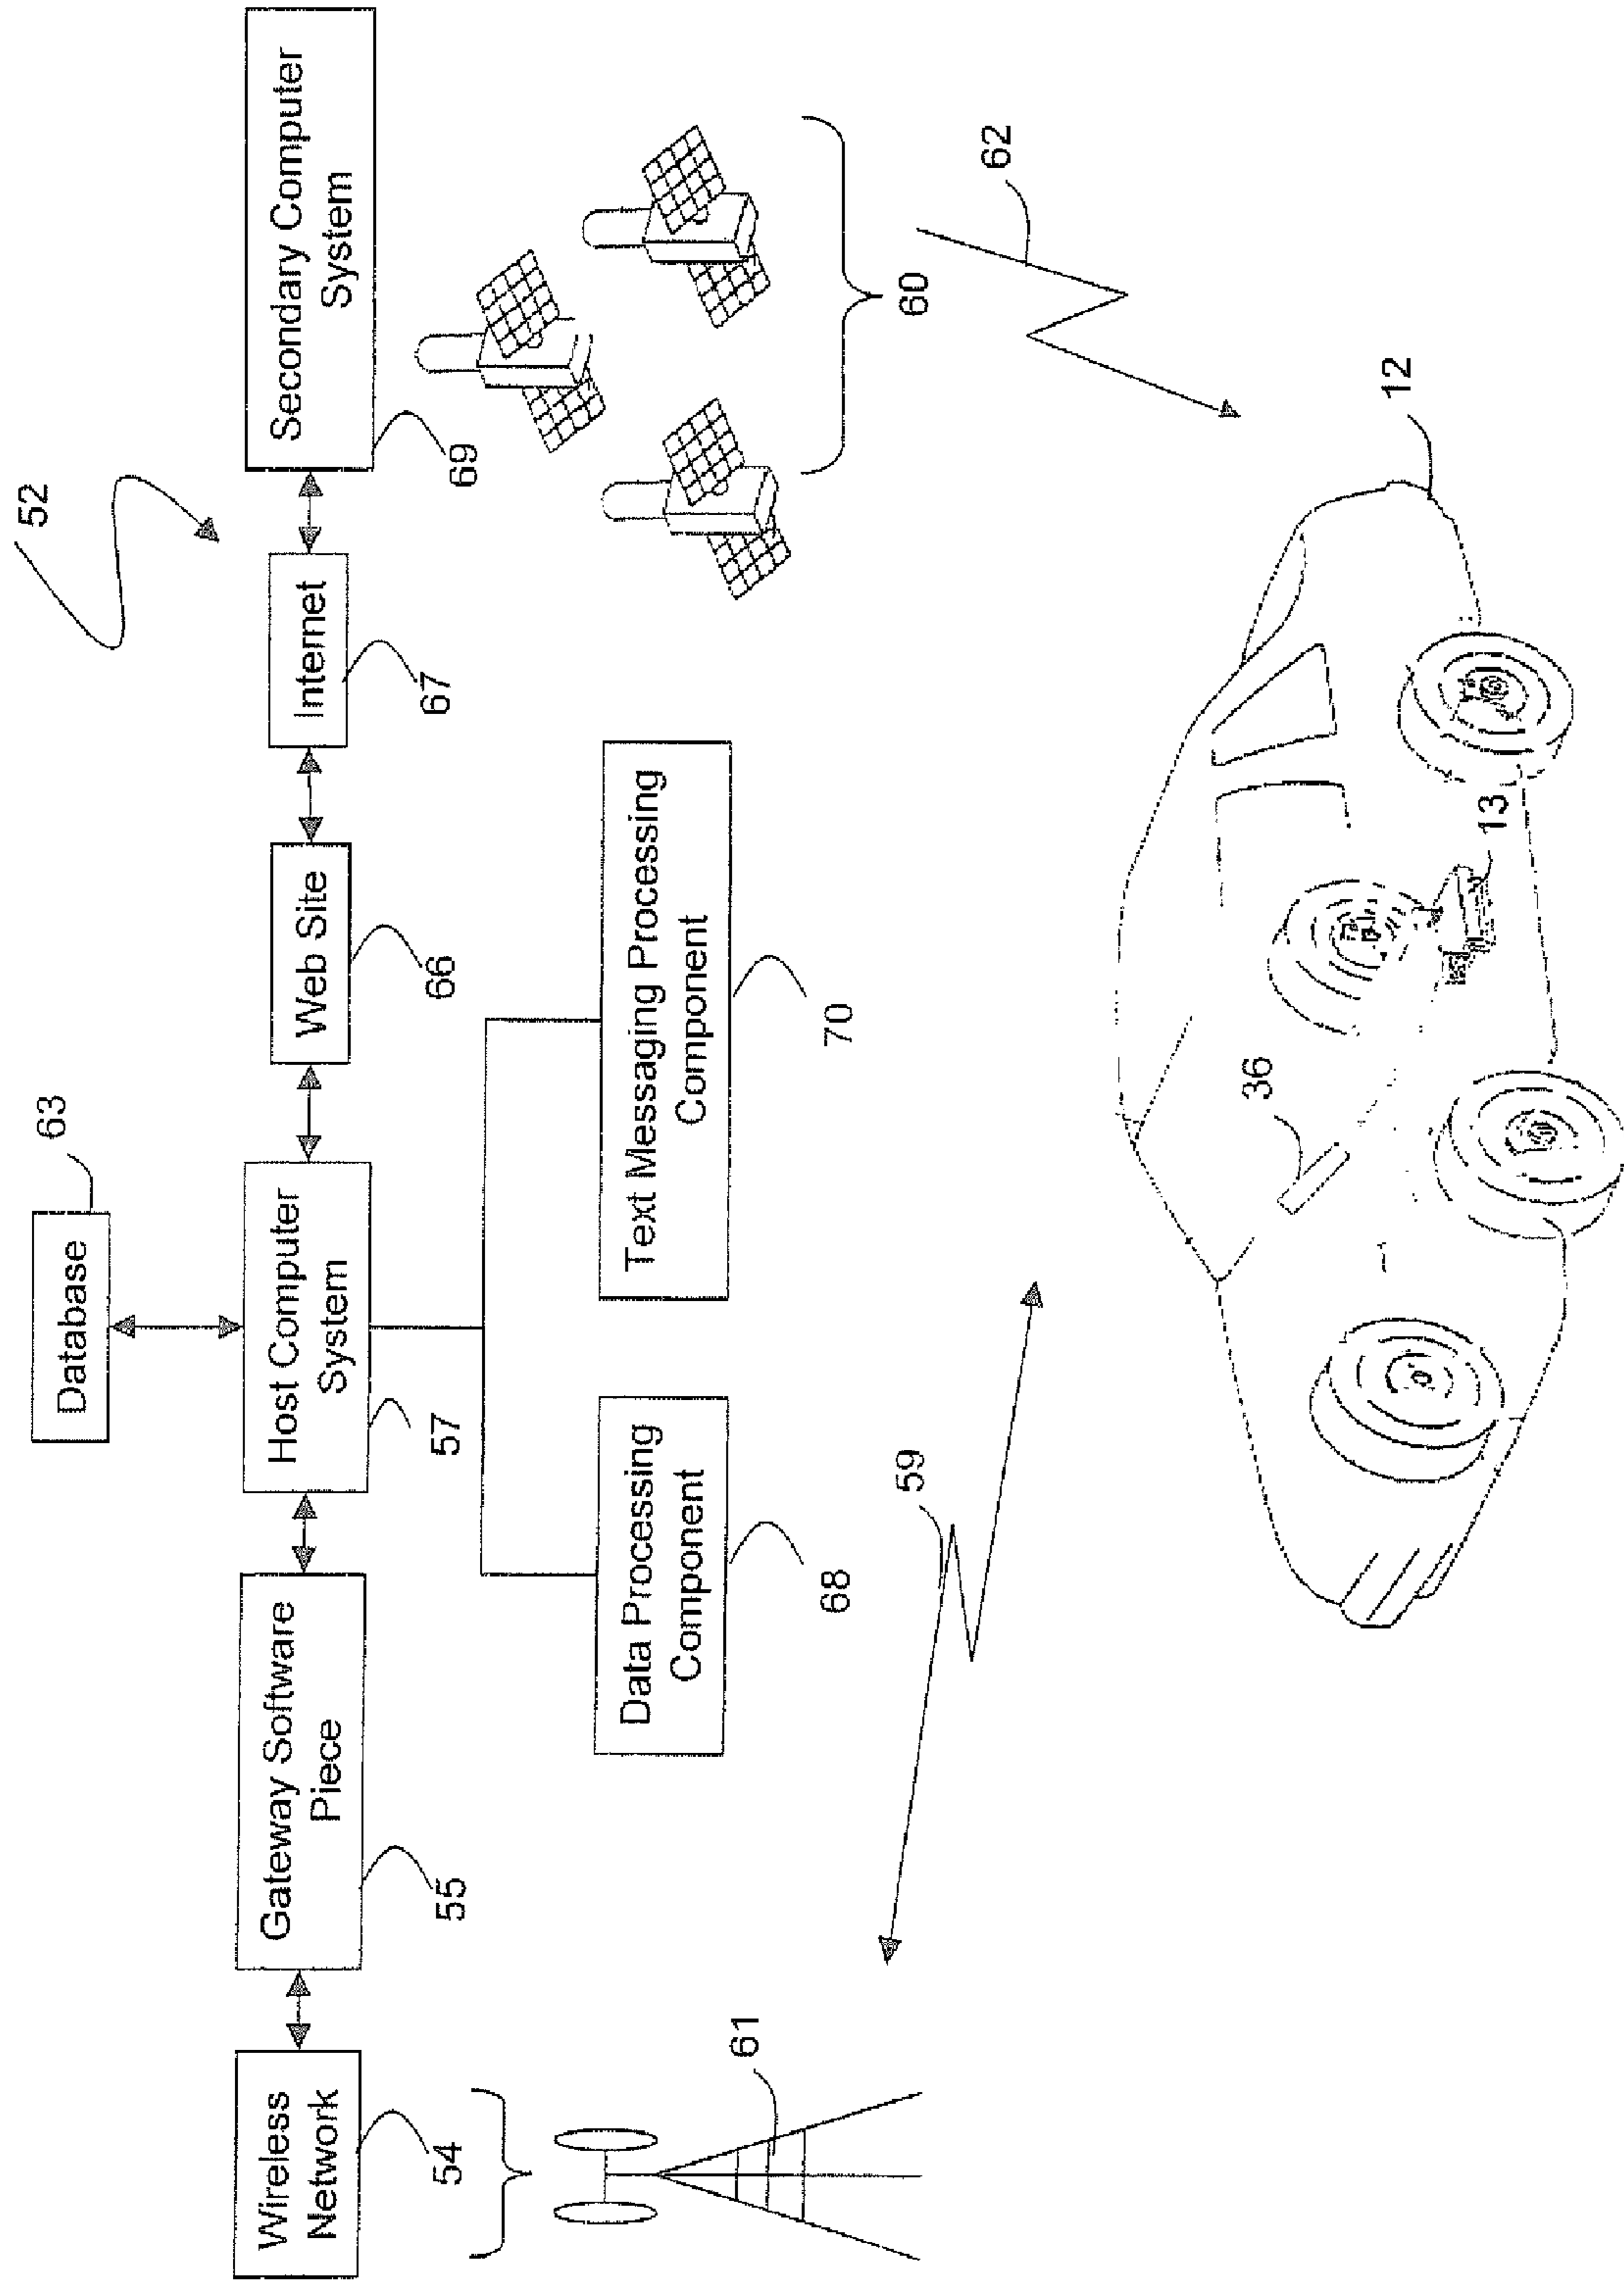 52
63
Database
Wireless
Network
54
Gateway Software
Piece
55
Host Computer
System
57
Web Site
66
Internet
67
Secondary Computer
System
69
Data Processing
Component
68
Text Messaging Processing
Component
70
60
61
59
62
36
13
12